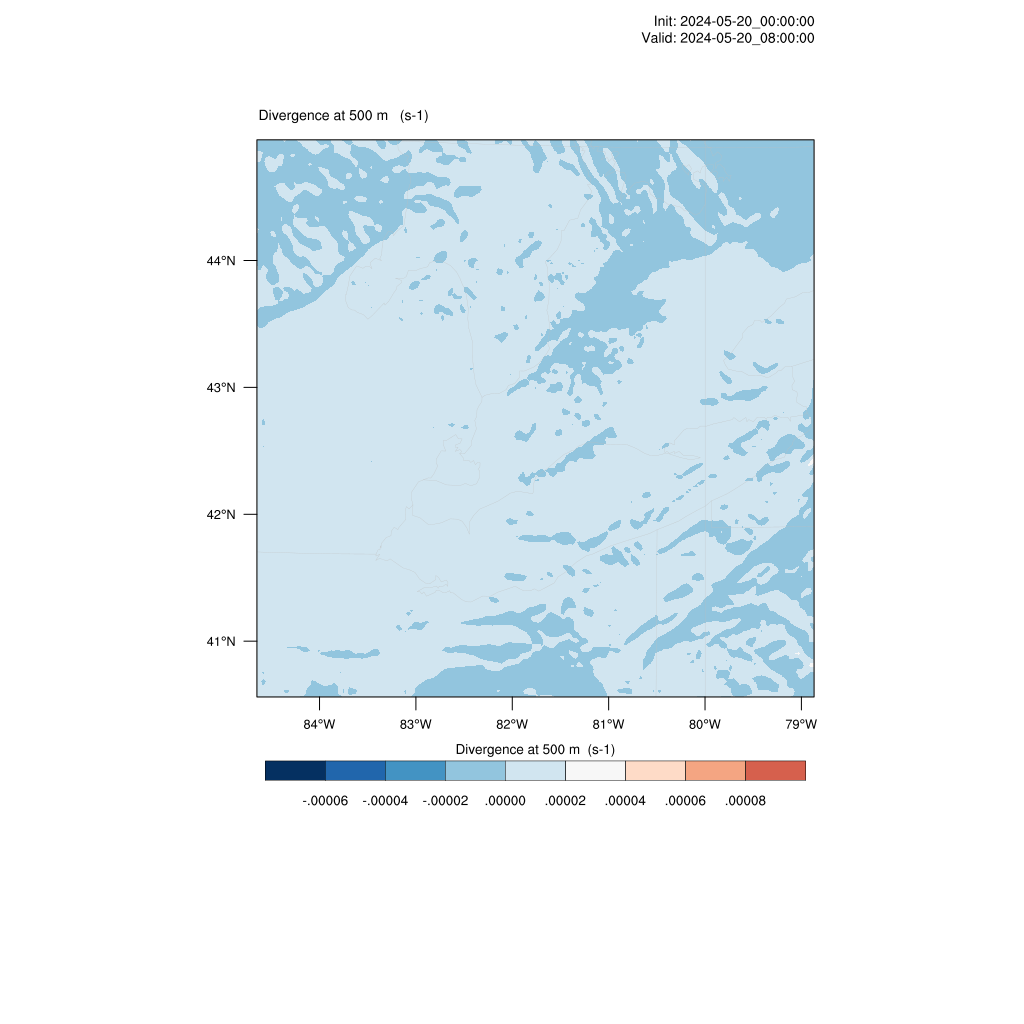 Init: 2024-05-20_00:00:00
Valid: 2024-05-20_08:00:00
Divergence at 500 m (s-1)
44°N
43°N
42°N
41°N
84°W 83°W 82°W 81°W 80°W 79°W
Divergence at 500 m (s-1)
-.00006 -.00004 -.00002 .00000 .00002 .00004 .00006 .00008